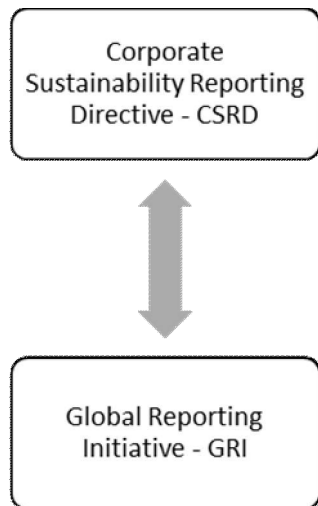 Corporate
Sustainability Reporting
Directive - CSRD
Global Reporting
Initiative - GRI